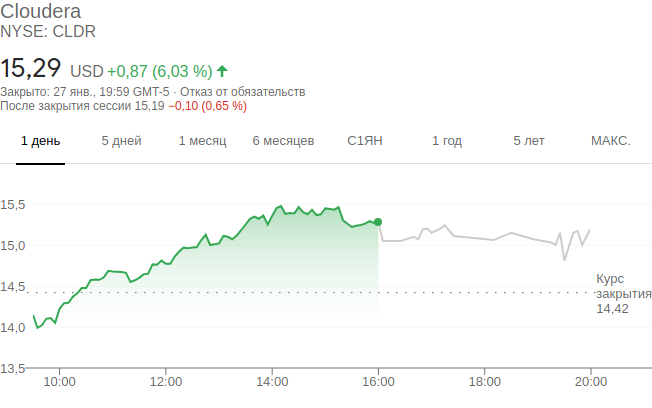 Cloudera
NYSE: CLDR
15,29 USD +0,87 (6,03 %)
Закрыто: 27 янв., 19:59 GMT-5 · Отказ от обязательств
После закрытия сессии 15,19 −0,10 (0,65 %)
1 день 5 дней 1 месяц 6 месяцев С1ЯН 1 год 5 лет МАКС.
15,5
15,0
14,5
14,0
13,5
Курс
закрытия
14,42
10:00 12:00 14:00 16:00 18:00 20:00